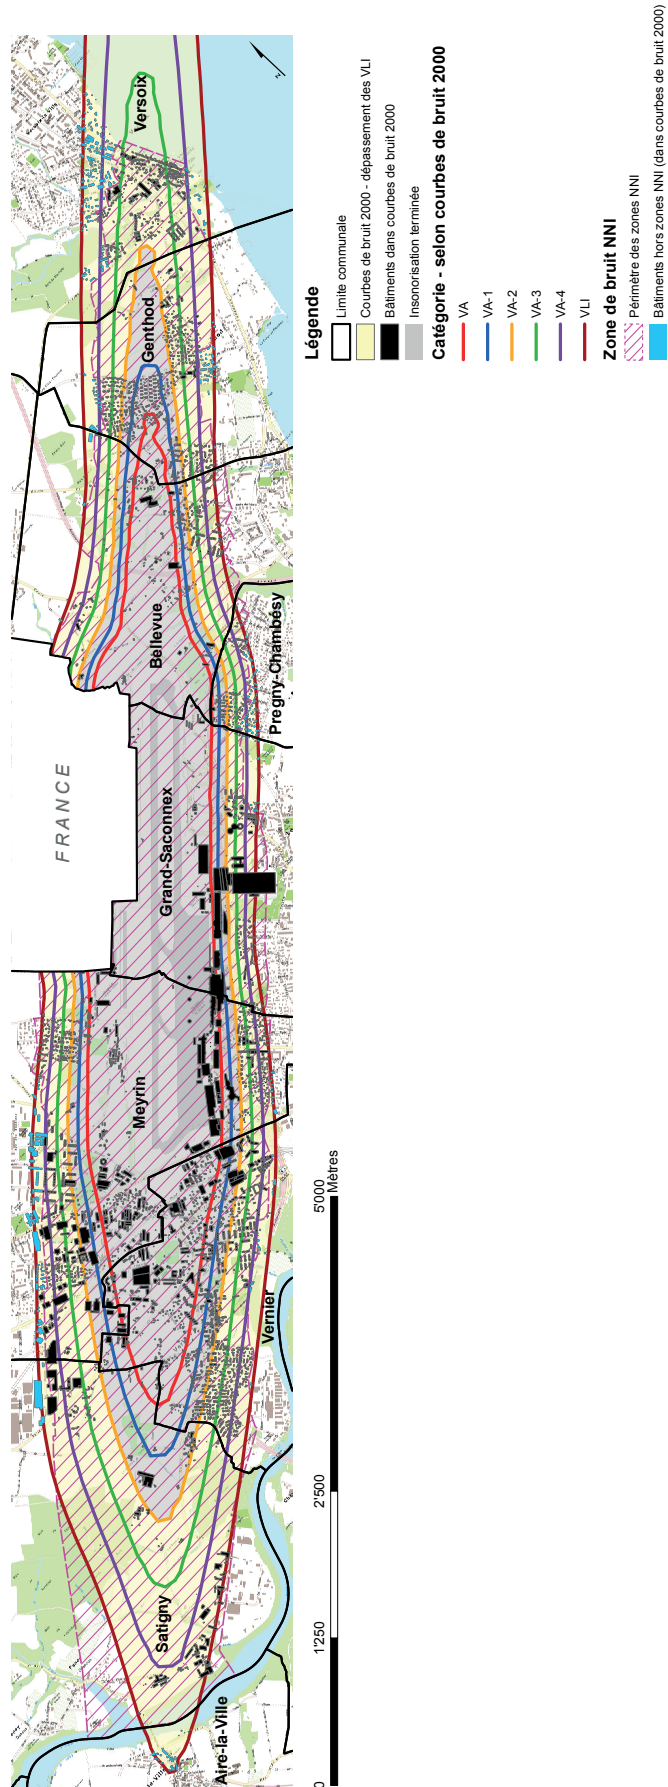 Versoix
Genthod
Bellevue
Pregny-Chambésy
FRANCE
Grand-Saconnex
Meyrin
Vernier
Satigny
Aire-la-Ville
N
Légende
Limite communale
Courbes de bruit 2000 - dépassement des VLI
Bâtiments dans courbes de bruit 2000
Insonorisation terminée
Catégorie - selon courbes de bruit 2000
VA
VA-1
VA-2
VA-3
VA-4
VLI
Zone de bruit NNI
Périmètre des zones NNI
Bâtiments hors zones NNI (dans courbes de bruit 2000)
0 1'250 2'500 5'000
Mètres